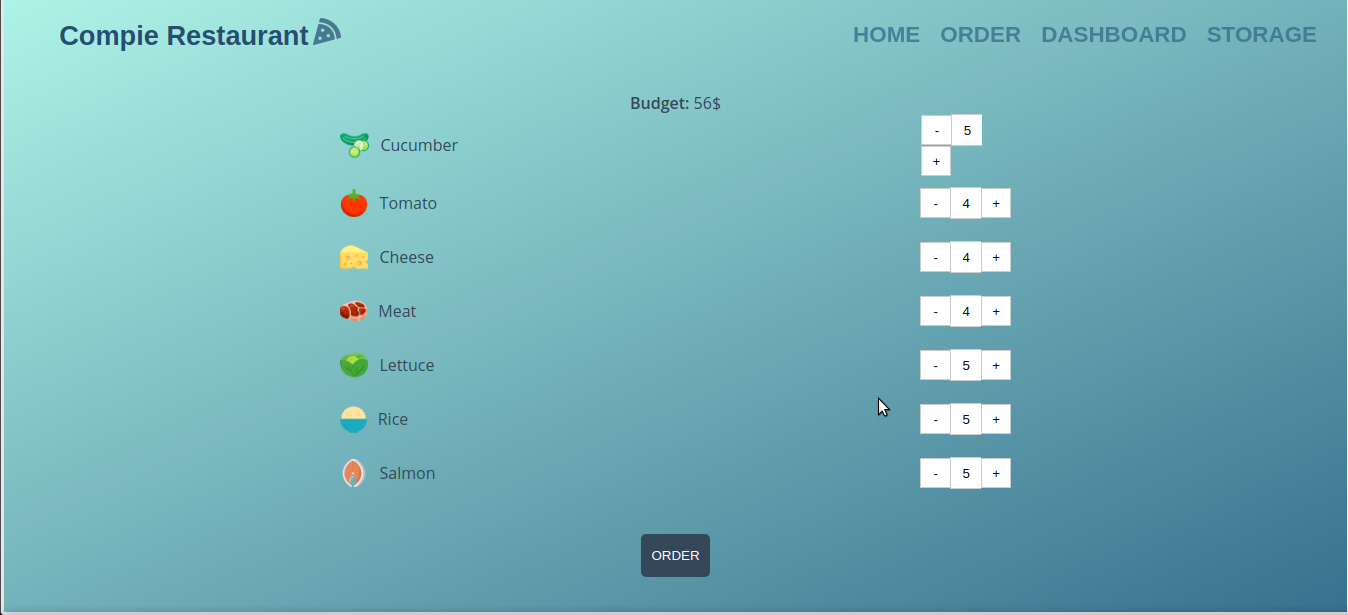 Compie Restaurant HOME ORDER DASHBOARD STORAGE
Budget: 56$
Cucumber - 5
+
Tomato - 4 +
Cheese - 4 +
Meat - 4 +
Lettuce - 5 +
Rice - 5 +
Salmon - 5 +
ORDER